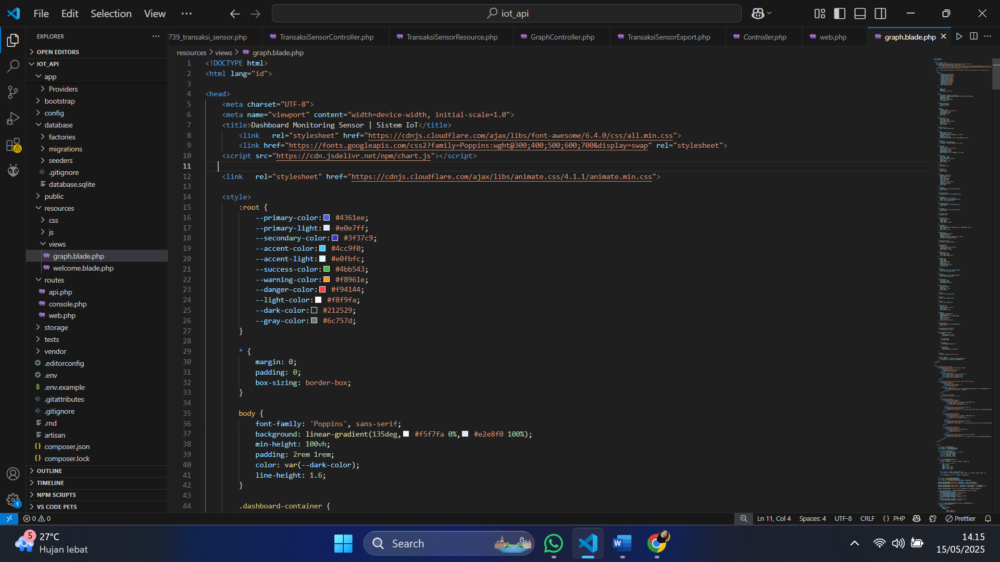 File Edit Selection View ··· iot_api
EXPLORER ···
OPEN EDITORS
IOT_API
app
Providers
bootstrap
config
database
factories
migrations
seeders
.gitignore
database.sqlite
public
resources
css
js
views
graph.blade.php
welcome.blade.php
routes
api.php
console.php
web.php
storage
tests
vendor
.editorconfig
.env
.env.example
.gitattributes
.gitignore
.rnd
artisan
composer.json
composer.lock
OUTLINE
TIMELINE
NPM SCRIPTS
VS CODE PETS
739_transaksi_sensor.php TransaksiSensorController.php TransaksiSensorResource.php GraphController.php TransaksiSensorExport.php Controller.php web.php graph.blade.php
resources > views > graph.blade.php
1 <!DOCTYPE html>
2 <html lang="id">
3
4 <head>
5 <meta charset="UTF-8">
6 <meta name="viewport" content="width=device-width, initial-scale=1.0">
7 <title>Dashboard Monitoring Sensor | Sistem IoT</title>
8 <link rel="stylesheet" href="https://cdnjs.cloudflare.com/ajax/libs/font-awesome/6.4.0/css/all.min.css">
9 <link href="https://fonts.googleapis.com/css2?family=Poppins:wght@300;400;500;600;700&display=swap" rel="stylesheet">
10 <script src="https://cdn.jsdelivr.net/npm/chart.js"></script>
11
12 <link rel="stylesheet" href="https://cdnjs.cloudflare.com/ajax/libs/animate.css/4.1.1/animate.min.css">
13
14 <style>
15 :root {
16 --primary-color: #4361ee;
17 --primary-light: #e0e7ff;
18 --secondary-color: #3f37c9;
19 --accent-color: #4cc9f0;
20 --accent-light: #e0fbfc;
21 --success-color: #4bb543;
22 --warning-color: #f8961e;
23 --danger-color: #f94144;
24 --light-color: #f8f9fa;
25 --dark-color: #212529;
26 --gray-color: #6c757d;
27 }
28
29 * {
30 margin: 0;
31 padding: 0;
32 box-sizing: border-box;
33 }
34
35 body {
36 font-family: 'Poppins', sans-serif;
37 background: linear-gradient(135deg, #f5f7fa 0%, #e2e8f0 100%);
38 min-height: 100vh;
39 padding: 2rem 1rem;
40 color: var(--dark-color);
41 line-height: 1.6;
42 }
43
44 .dashboard-container {
0 0 Ln 11, Col 4 Spaces: 4 UTF-8 CRLF {} PHP Prettier
1
5 27°C
Hujan lebat
Search
14.15
15/05/2025